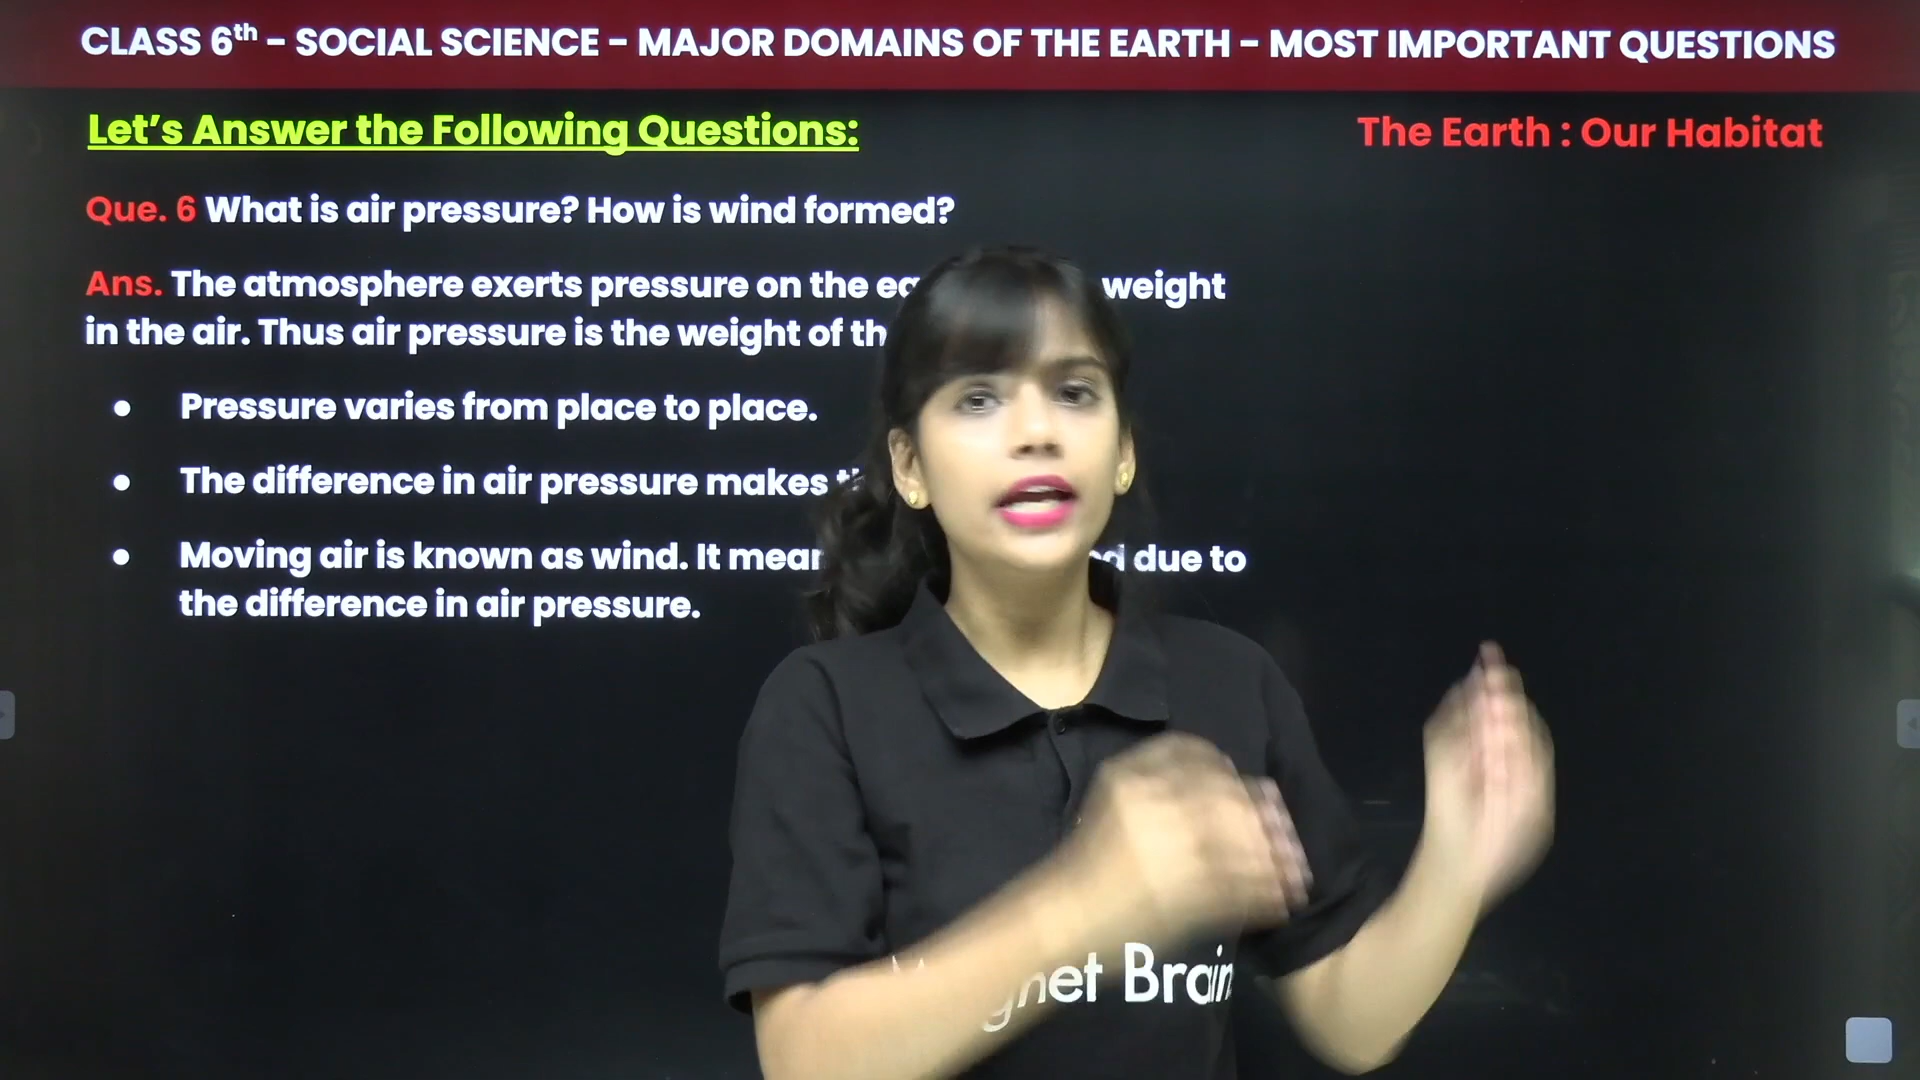 CLASS 6th - SOCIAL SCIENCE - MAJOR DOMAINS OF THE EARTH - MOST IMPORTANT QUESTIONS
Let's Answer the Following Questions:
The Earth : Our Habitat
Que. 6 What is air pressure? How is wind formed?
Ans. The atmosphere exerts pressure on the weight
in the air. Thus air pressure is the weight of
● Pressure varies from place to place.
● The difference in air pressure makes
● Moving air is known as wind. It due to
the difference in air pressure.
Brain